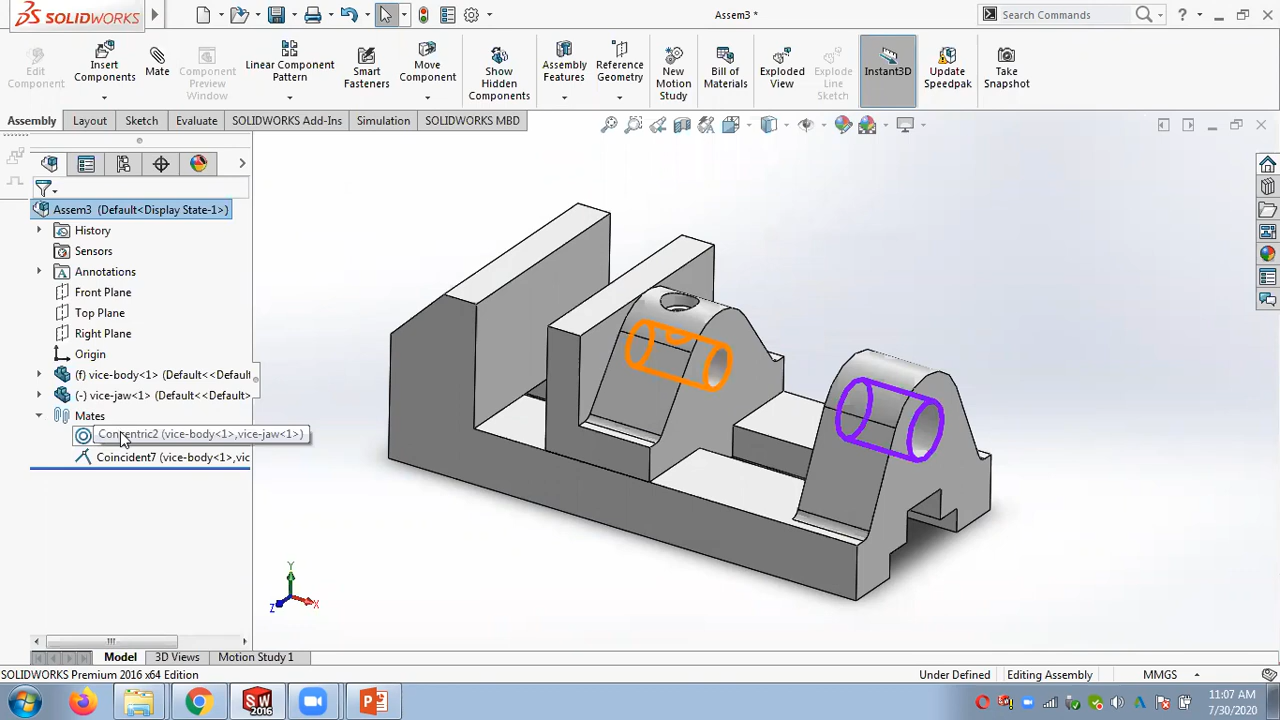 SOLIDWORKS
Assem3 *
Search Commands
?
Edit Component
Insert Components
Mate
Component Preview Window
Linear Component Pattern
Smart Fasteners
Move Component
Show Hidden Components
Assembly Features
Reference Geometry
New Motion Study
Bill of Materials
Exploded View
Explode Line Sketch
Instant3D
Update Speedpak
Take Snapshot
Assembly
Layout
Sketch
Evaluate
SOLIDWORKS Add-Ins
Simulation
SOLIDWORKS MBD
Assem3 (Default<Display State-1>)
History
Sensors
Annotations
Front Plane
Top Plane
Right Plane
Origin
(f) vice-body<1> (Default<<Default
(-) vice-jaw<1> (Default<<Default>
Mates
Concentric2 (vice-body<1>,vice-jaw<1>)
Coincident7 (vice-body<1>,vic
Y
Z
X
Model
3D Views
Motion Study 1
SOLIDWORKS Premium 2016 x64 Edition
Under Defined
Editing Assembly
MMGS
SW
2016
11:07 AM
7/30/2020